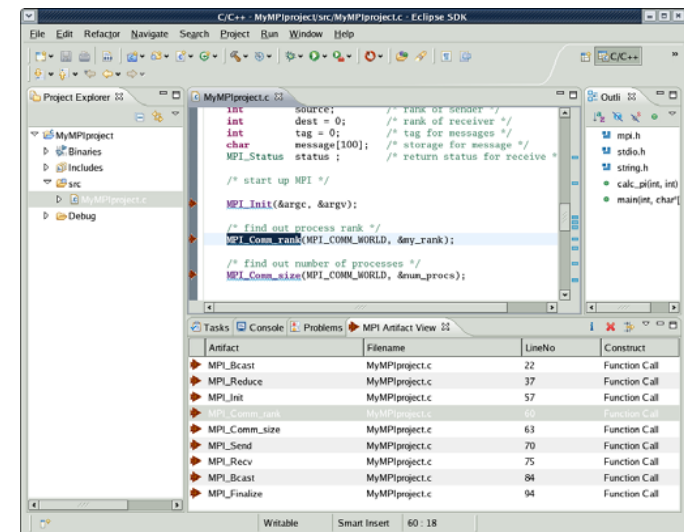 C/C++ - MyMPIproject/src/MyMPIproject.c - Eclipse SDK
File Edit Refactor Navigate Search Project Run Window Help
C/C++
Project Explorer
MyMPIproject
Binaries
Includes
src
MyMPIproject.c
Debug
MyMPIproject.c
int source; /* rank of sender */
int dest = 0; /* rank of receiver */
int tag = 0; /* tag for messages */
char message[100]; /* storage for message */
MPI_Status status ; /* return status for receive *
/* start up MPI */
MPI_Init(&argc, &argv);
/* find out process rank */
MPI_Comm_rank(MPI_COMM_WORLD, &my_rank);
/* find out number of processes */
MPI_Comm_size(MPI_COMM_WORLD, &num_procs);
Outli
mpi.h
stdio.h
string.h
calc_pi(int, int)
main(int, char*[
Tasks Console Problems MPI Artifact View
Artifact Filename LineNo Construct
MPI_Bcast MyMPIproject.c 22 Function Call
MPI_Reduce MyMPIproject.c 37 Function Call
MPI_Init MyMPIproject.c 57 Function Call
MPI_Comm_rank MyMPIproject.c 60 Function Call
MPI_Comm_size MyMPIproject.c 63 Function Call
MPI_Send MyMPIproject.c 70 Function Call
MPI_Recv MyMPIproject.c 75 Function Call
MPI_Bcast MyMPIproject.c 84 Function Call
MPI_Finalize MyMPIproject.c 94 Function Call
Writable Smart Insert 60 : 18